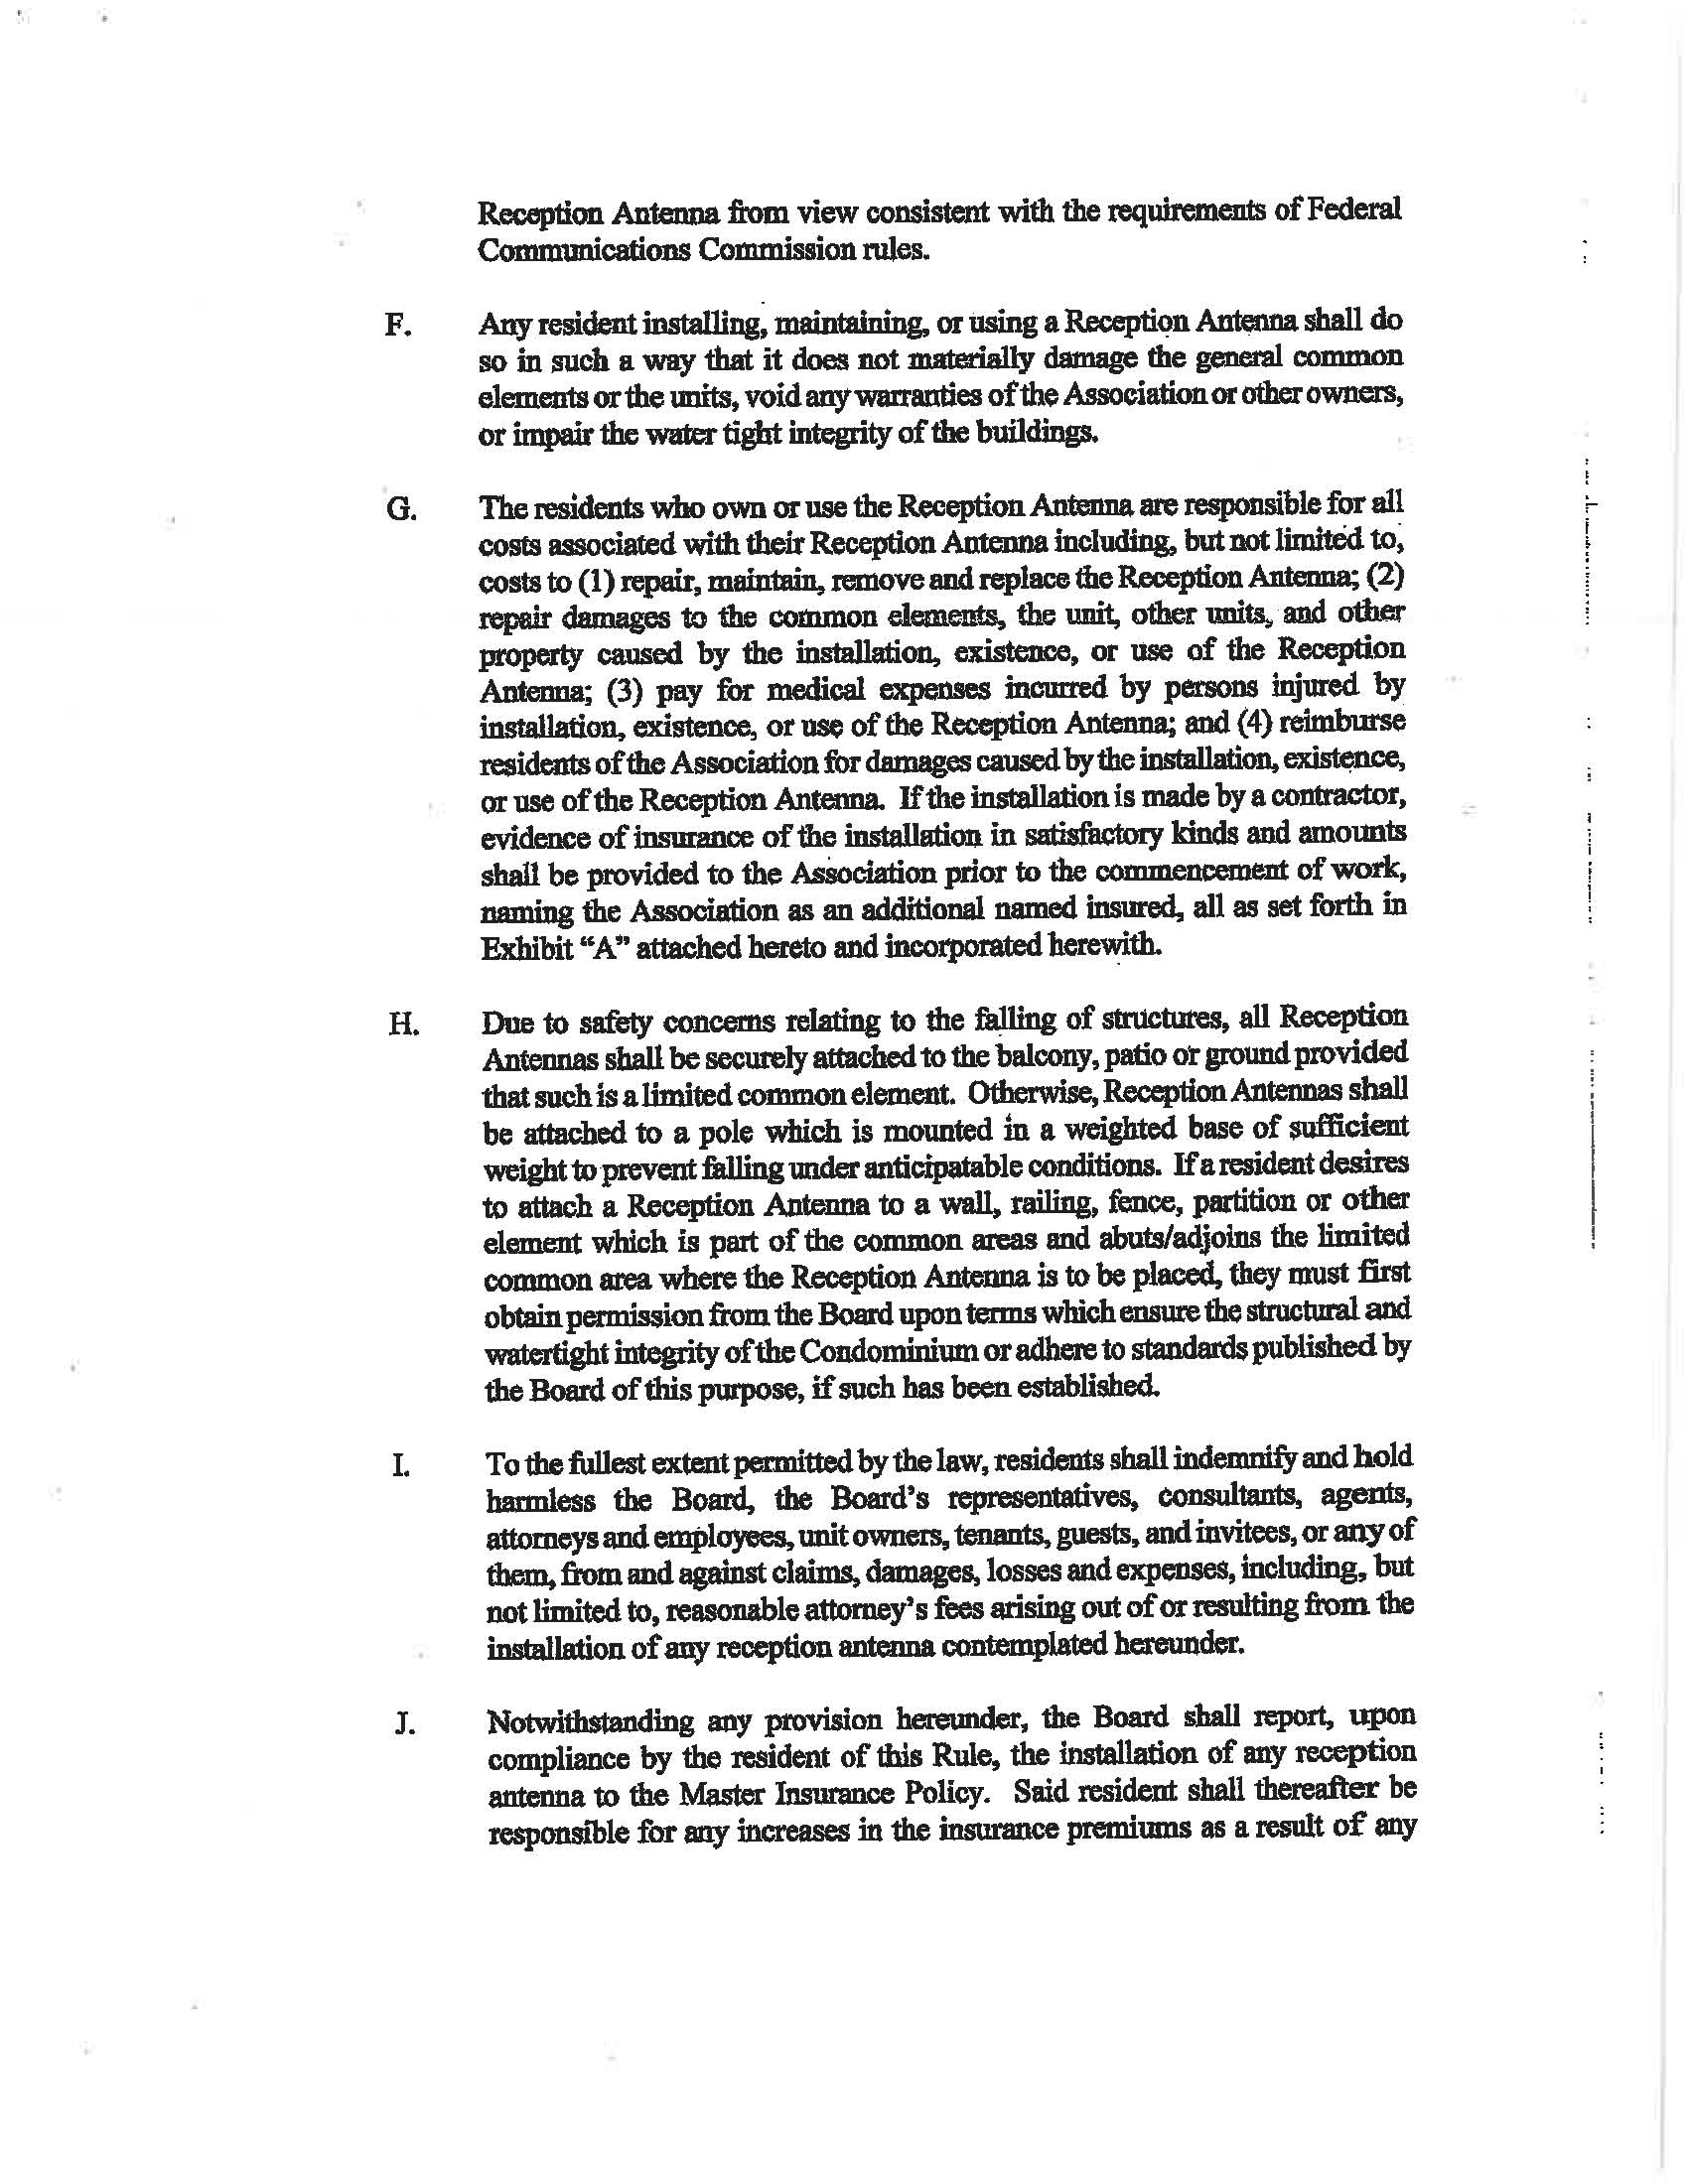 Reception Antenna from view consistent with the requirements of Federal
Communications Commission rules.
F. Any resident installing, maintaining, or using a Reception Antenna shall do
so in such a way that it does not materially damage the general common
elements or the units, void any warranties of the Association or other owners,
or impair the water tight integrity of the buildings.
G. The residents who own or use the Reception Antenna are responsible for all
costs associated with their Reception Antenna including, but not limited to,
costs to (1) repair, maintain, remove and replace the Reception Antenna; (2)
repair damages to the common elements, the unit, other units, and other
property caused by the installation, existence, or use of the Reception
Antenna; (3) pay for medical expenses incurred by persons injured by
installation, existence, or use of the Reception Antenna; and (4) reimburse
residents of the Association for damages caused by the installation, existence,
or use of the Reception Antenna. If the installation is made by a contractor,
evidence of insurance of the installation in satisfactory kinds and amounts
shall be provided to the Association prior to the commencement of work,
naming the Association as an additional named insured, all as set forth in
Exhibit “A” attached hereto and incorporated herewith.
H. Due to safety concerns relating to the falling of structures, all Reception
Antennas shall be securely attached to the balcony, patio or ground provided
that such is a limited common element. Otherwise, Reception Antennas shall
be attached to a pole which is mounted in a weighted base of sufficient
weight to prevent falling under anticipatable conditions. If a resident desires
to attach a Reception Antenna to a wall, railing, fence, partition or other
element which is part of the common areas and abuts/adjoins the limited
common area where the Reception Antenna is to be placed, they must first
obtain permission from the Board upon terms which ensure the structural and
watertight integrity of the Condominium or adhere to standards published by
the Board of this purpose, if such has been established.
I. To the fullest extent permitted by the law, residents shall indemnify and hold
harmless the Board, the Board’s representatives, consultants, agents,
attorneys and employees, unit owners, tenants, guests, and invitees, or any of
them, from and against claims, damages, losses and expenses, including, but
not limited to, reasonable attorney’s fees arising out of or resulting from the
installation of any reception antenna contemplated hereunder.
J. Notwithstanding any provision hereunder, the Board shall report, upon
compliance by the resident of this Rule, the installation of any reception
antenna to the Master Insurance Policy. Said resident shall thereafter be
responsible for any increases in the insurance premiums as a result of any